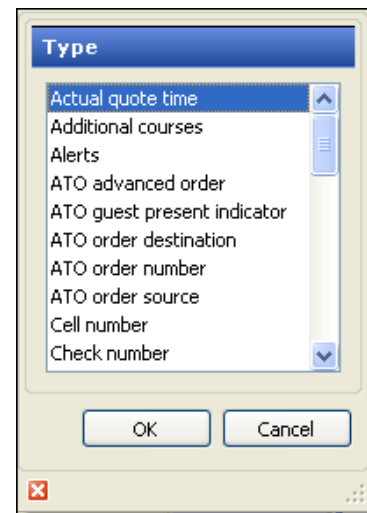 Type
Actual quote time
Additional courses
Alerts
ATO advanced order
ATO guest present indicator
ATO order destination
ATO order number
ATO order source
Cell number
Check number
OK
Cancel